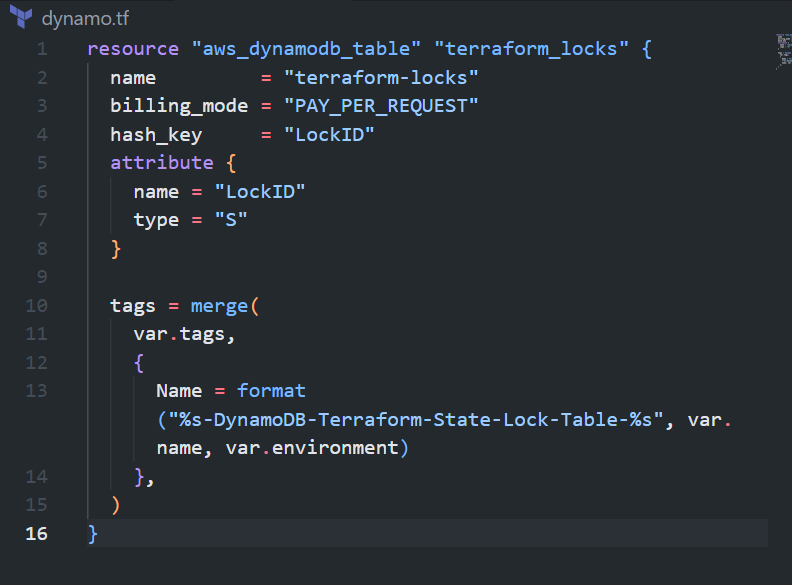 dynamo.tf
1 resource "aws_dynamodb_table" "terraform_locks" {
2   name         = "terraform-locks"
3   billing_mode = "PAY_PER_REQUEST"
4   hash_key     = "LockID"
5   attribute {
6     name = "LockID"
7     type = "S"
8   }
9
10   tags = merge(
11     var.tags,
12     {
13       Name = format
("%s-DynamoDB-Terraform-State-Lock-Table-%s", var.
name, var.environment)
14     },
15   )
16 }